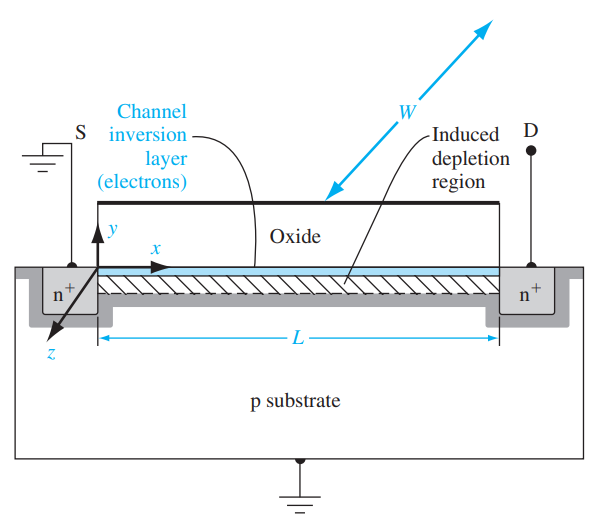 Channel
inversion
layer
(electrons)
S
W
Induced
depletion
region
D
y
x
Oxide
n+
n+
z
L
p substrate